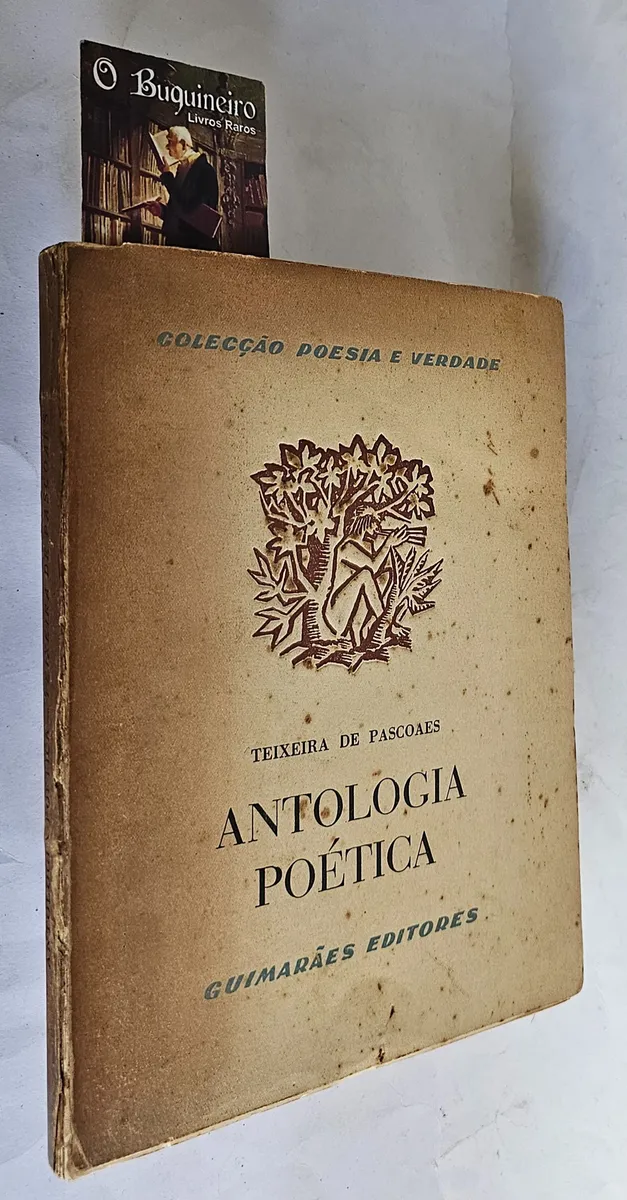 O Buquineiro
Livros Raros
COLECÇÃO POESIA E VERDADE
TEIXEIRA DE PASCOAES
ANTOLOGIA
POÉTICA
GUIMARÃES EDITORES